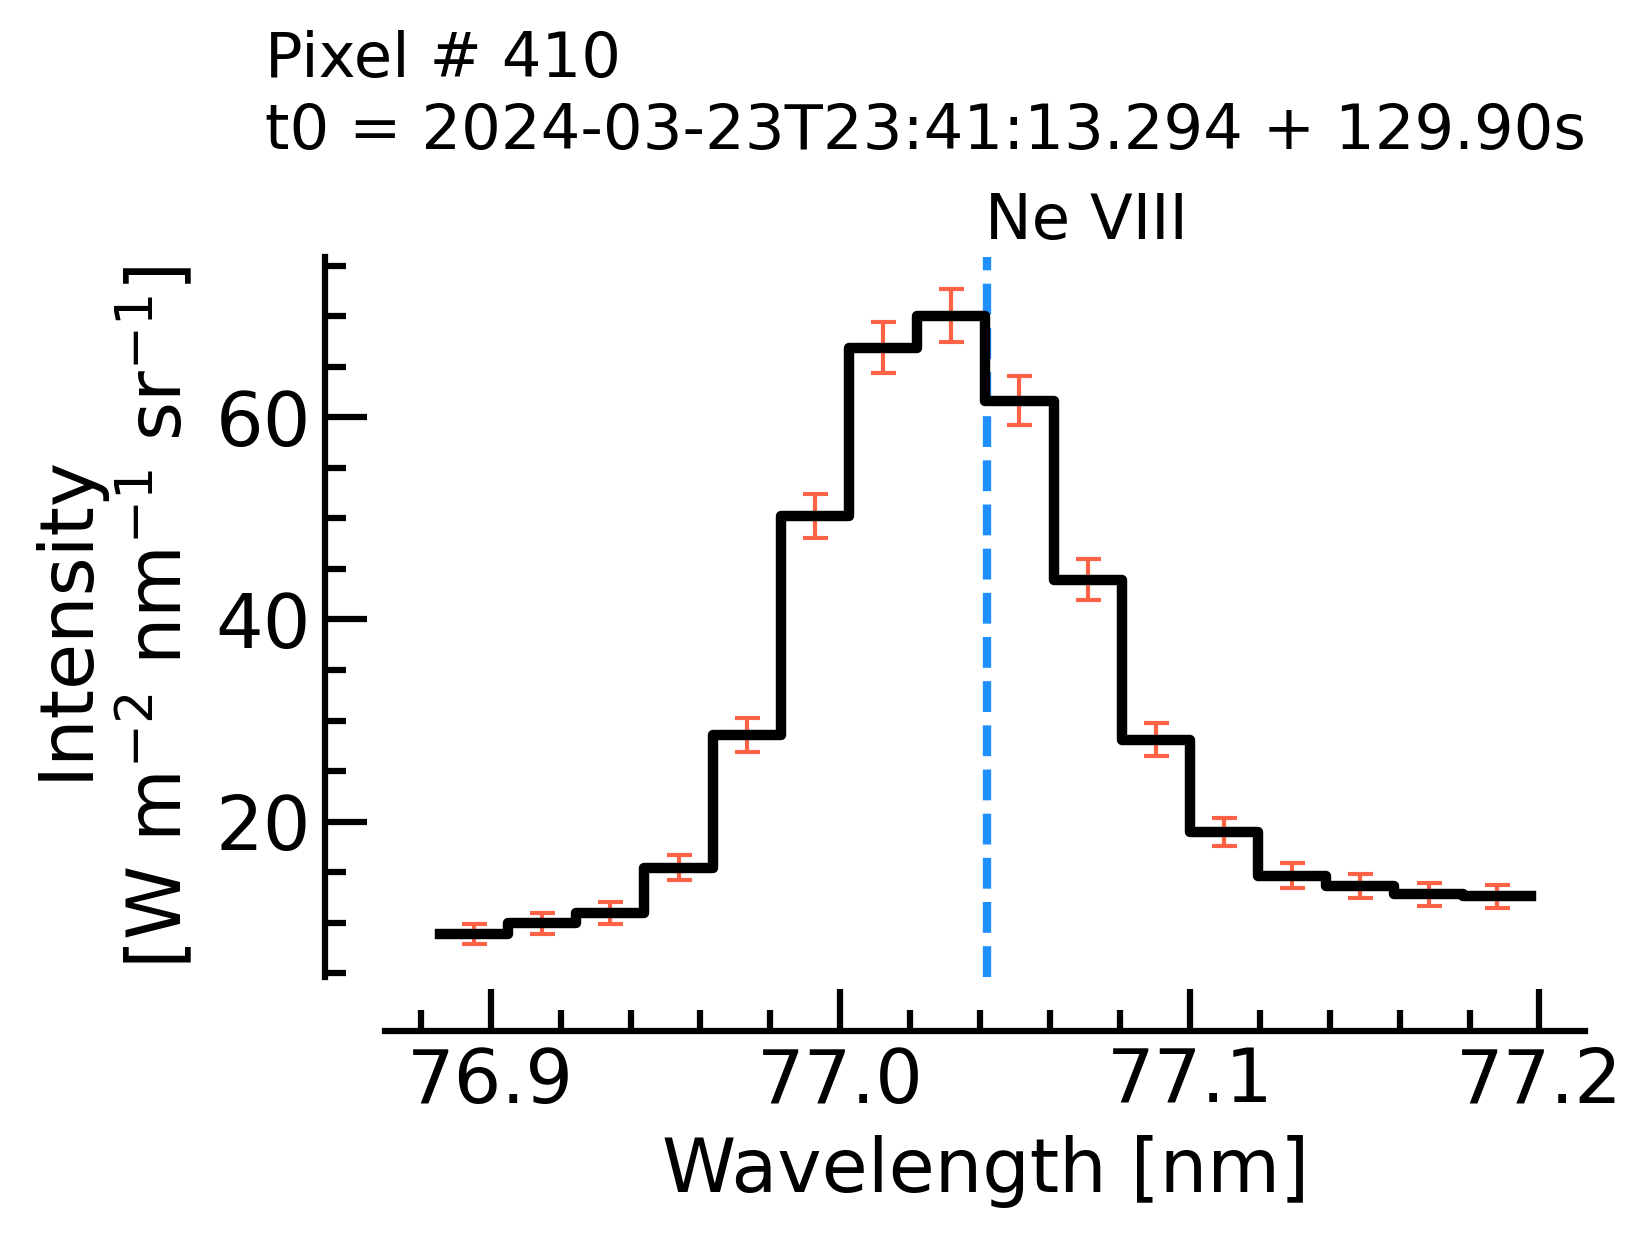 Pixel # 410
t0 = 2024-03-23T23:41:13.294 + 129.90s
Ne VIII
Intensity
[W m⁻² nm⁻¹ sr⁻¹]
60
40
20
76.9 77.0 77.1 77.2
Wavelength [nm]